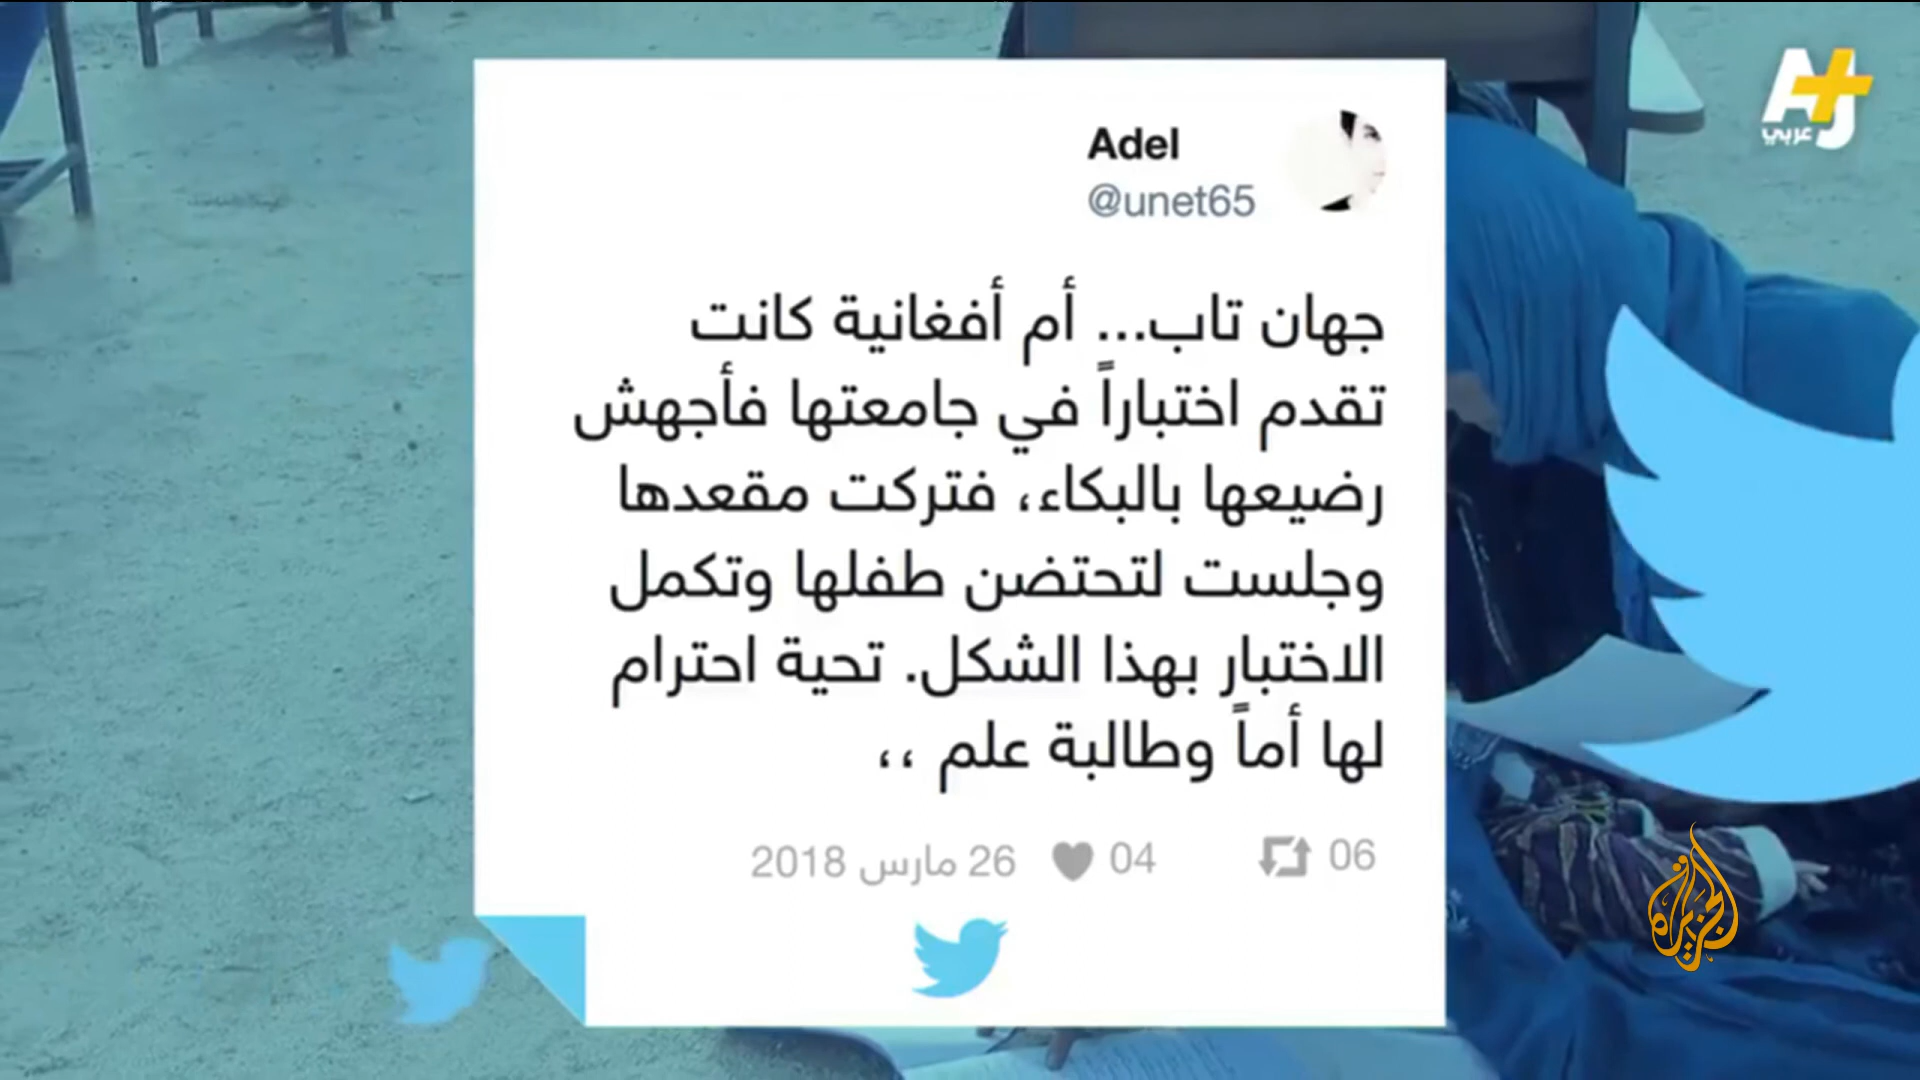 AJ+
عربي
Adel
@unet65
جهان تاب... أم أفغانية كانت
تقدم اختباراً في جامعتها فأجهش
رضيعها بالبكاء، فتركت مقعدها
وجلست لتحتضن طفلها وتكمل
الاختبار بهذا الشكل. تحية احترام
لها أماً وطالبة علم ،،
26 مارس 2018 04 06
الجزيرة